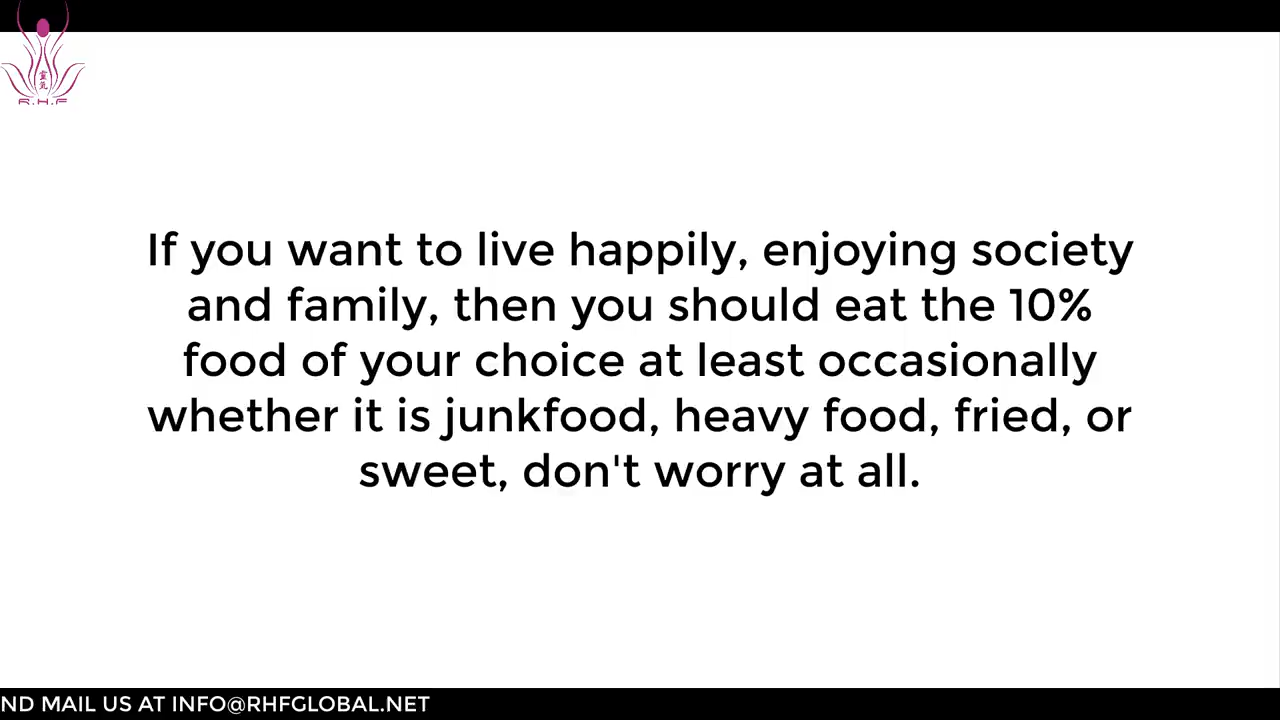 靈
氣
R.H.F
If you want to live happily, enjoying society
and family, then you should eat the 10%
food of your choice at least occasionally
whether it is junkfood, heavy food, fried, or
sweet, don't worry at all.
ND MAIL US AT INFO@RHFGLOBAL.NET